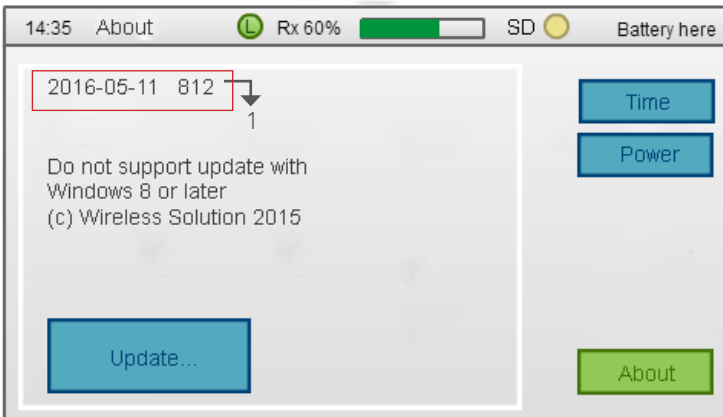 14:35 About L Rx 60% SD Battery here
2016-05-11 812
1
Time
Power
Do not support update with
Windows 8 or later
(c) Wireless Solution 2015
Update...
About